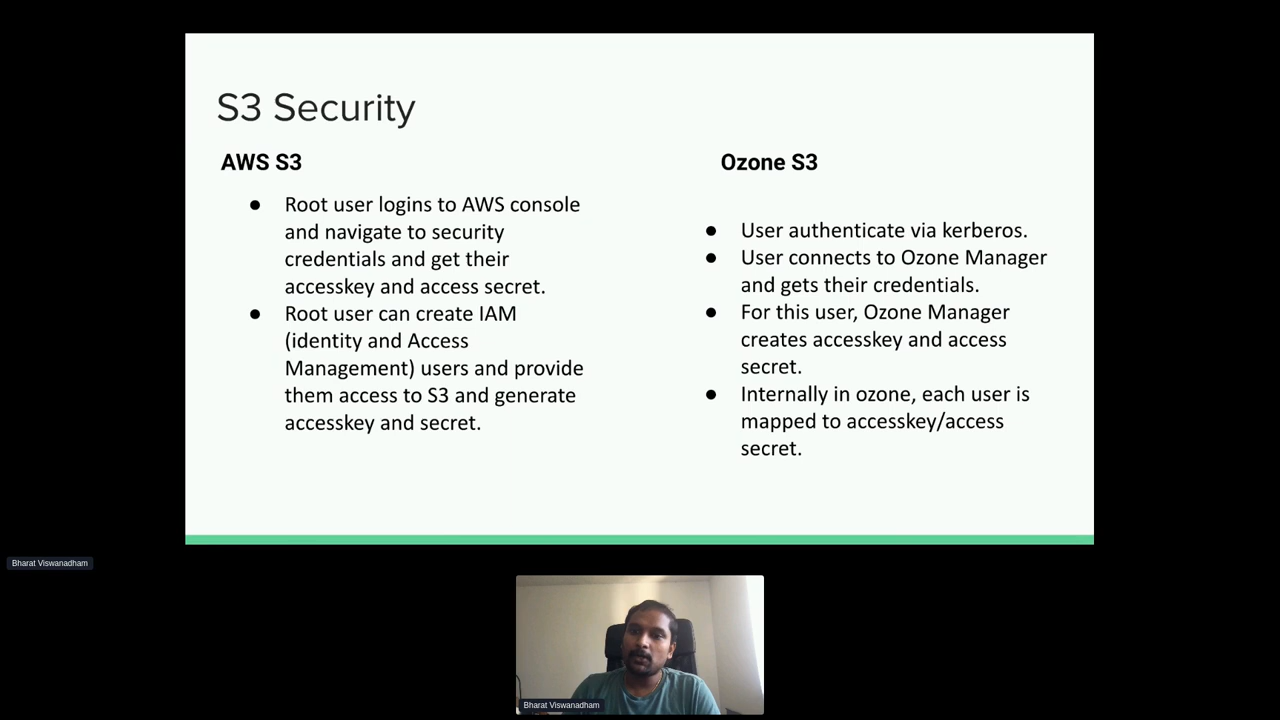 S3 Security
AWS S3
Root user logins to AWS console
and navigate to security
credentials and get their
accesskey and access secret.
Root user can create IAM
(identity and Access
Management) users and provide
them access to S3 and generate
accesskey and secret.
Ozone S3
User authenticate via kerberos.
User connects to Ozone Manager
and gets their credentials.
For this user, Ozone Manager
creates accesskey and access
secret.
Internally in ozone, each user is
mapped to accesskey/access
secret.
Bharat Viswanadham
Bharat Viswanadham